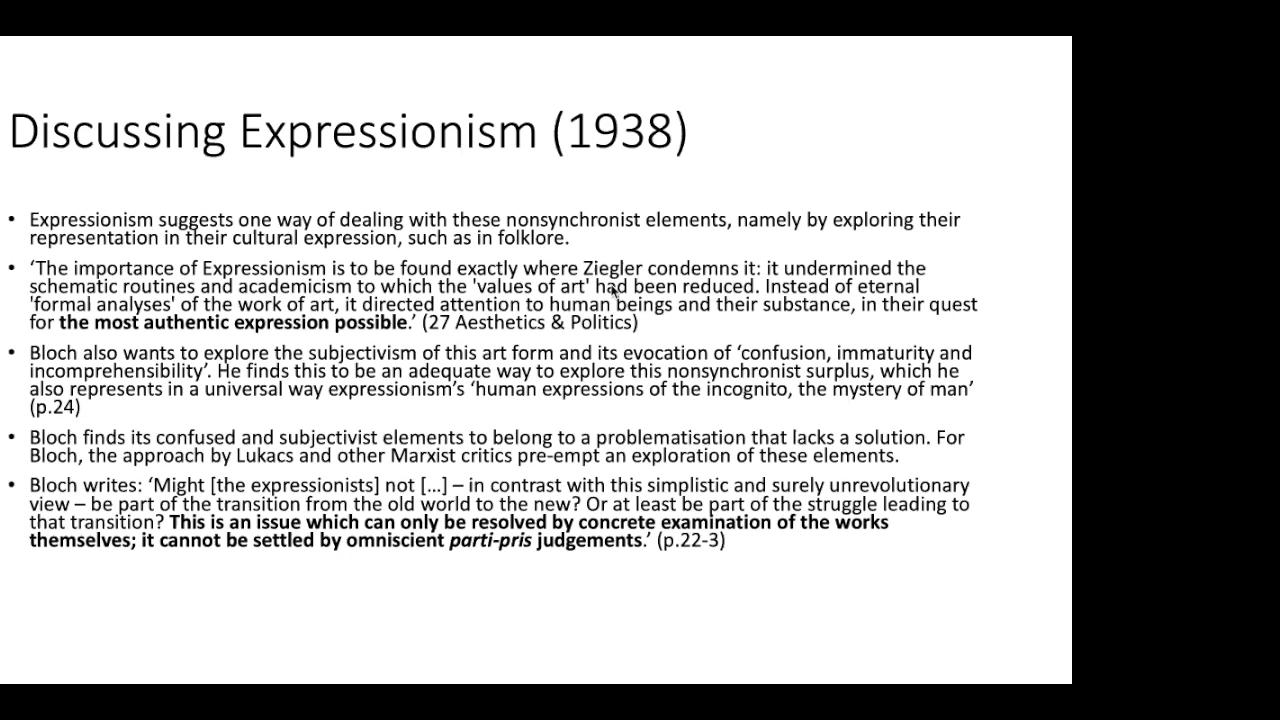 Discussing Expressionism (1938)
• Expressionism suggests one way of dealing with these nonsynchronist elements, namely by exploring their
representation in their cultural expression, such as in folklore.
• ‘The importance of Expressionism is to be found exactly where Ziegler condemns it: it undermined the
schematic routines and academicism to which the 'values of art' had been reduced. Instead of eternal
'formal analyses' of the work of art, it directed attention to human beings and their substance, in their quest
for the most authentic expression possible.’ (27 Aesthetics & Politics)
• Bloch also wants to explore the subjectivism of this art form and its evocation of ‘confusion, immaturity and
incomprehensibility’. He finds this to be an adequate way to explore this nonsynchronist surplus, which he
also represents in a universal way expressionism’s ‘human expressions of the incognito, the mystery of man’
(p.24)
• Bloch finds its confused and subjectivist elements to belong to a problematisation that lacks a solution. For
Bloch, the approach by Lukacs and other Marxist critics pre-empt an exploration of these elements.
• Bloch writes: ‘Might [the expressionists] not […] – in contrast with this simplistic and surely unrevolutionary
view – be part of the transition from the old world to the new? Or at least be part of the struggle leading to
that transition? This is an issue which can only be resolved by concrete examination of the works
themselves; it cannot be settled by omniscient parti-pris judgements.’ (p.22-3)